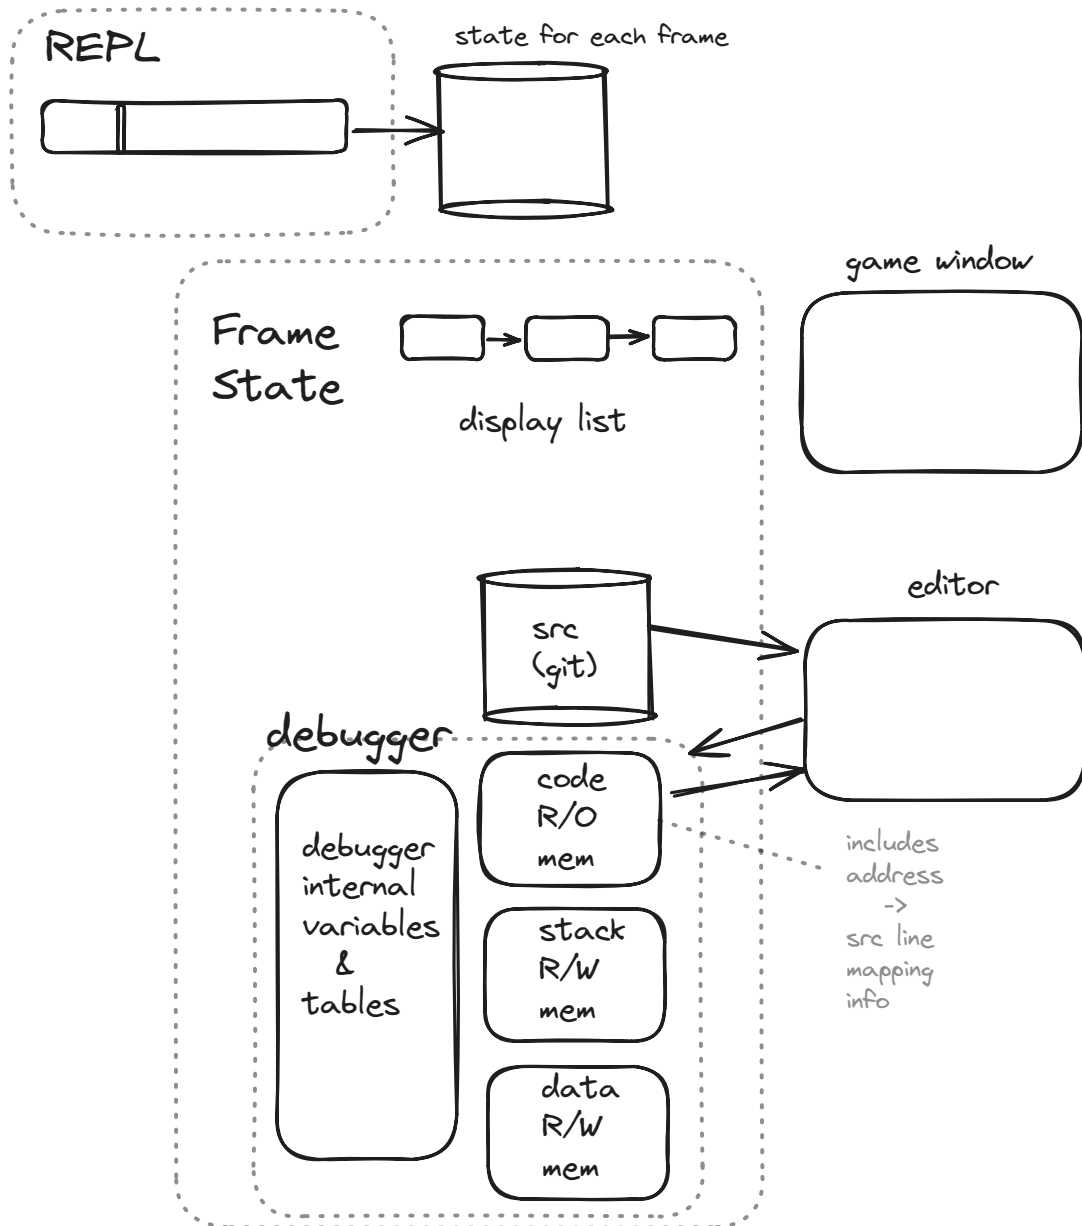 REPL
state for each frame
game window
Frame
State
display list
editor
src
(git)
debugger
code
R/O
mem
debugger
internal
variables
&
tables
includes
address
->
src line
mapping
info
stack
R/W
mem
data
R/W
mem